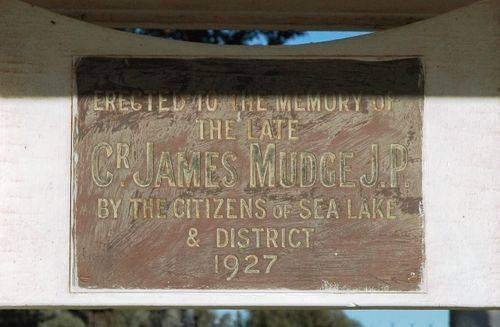 ERECTED TO THE MEMORY OF
THE LATE
CR. JAMES MUDGE J.P.
BY THE CITIZENS OF SEA LAKE
& DISTRICT
1927